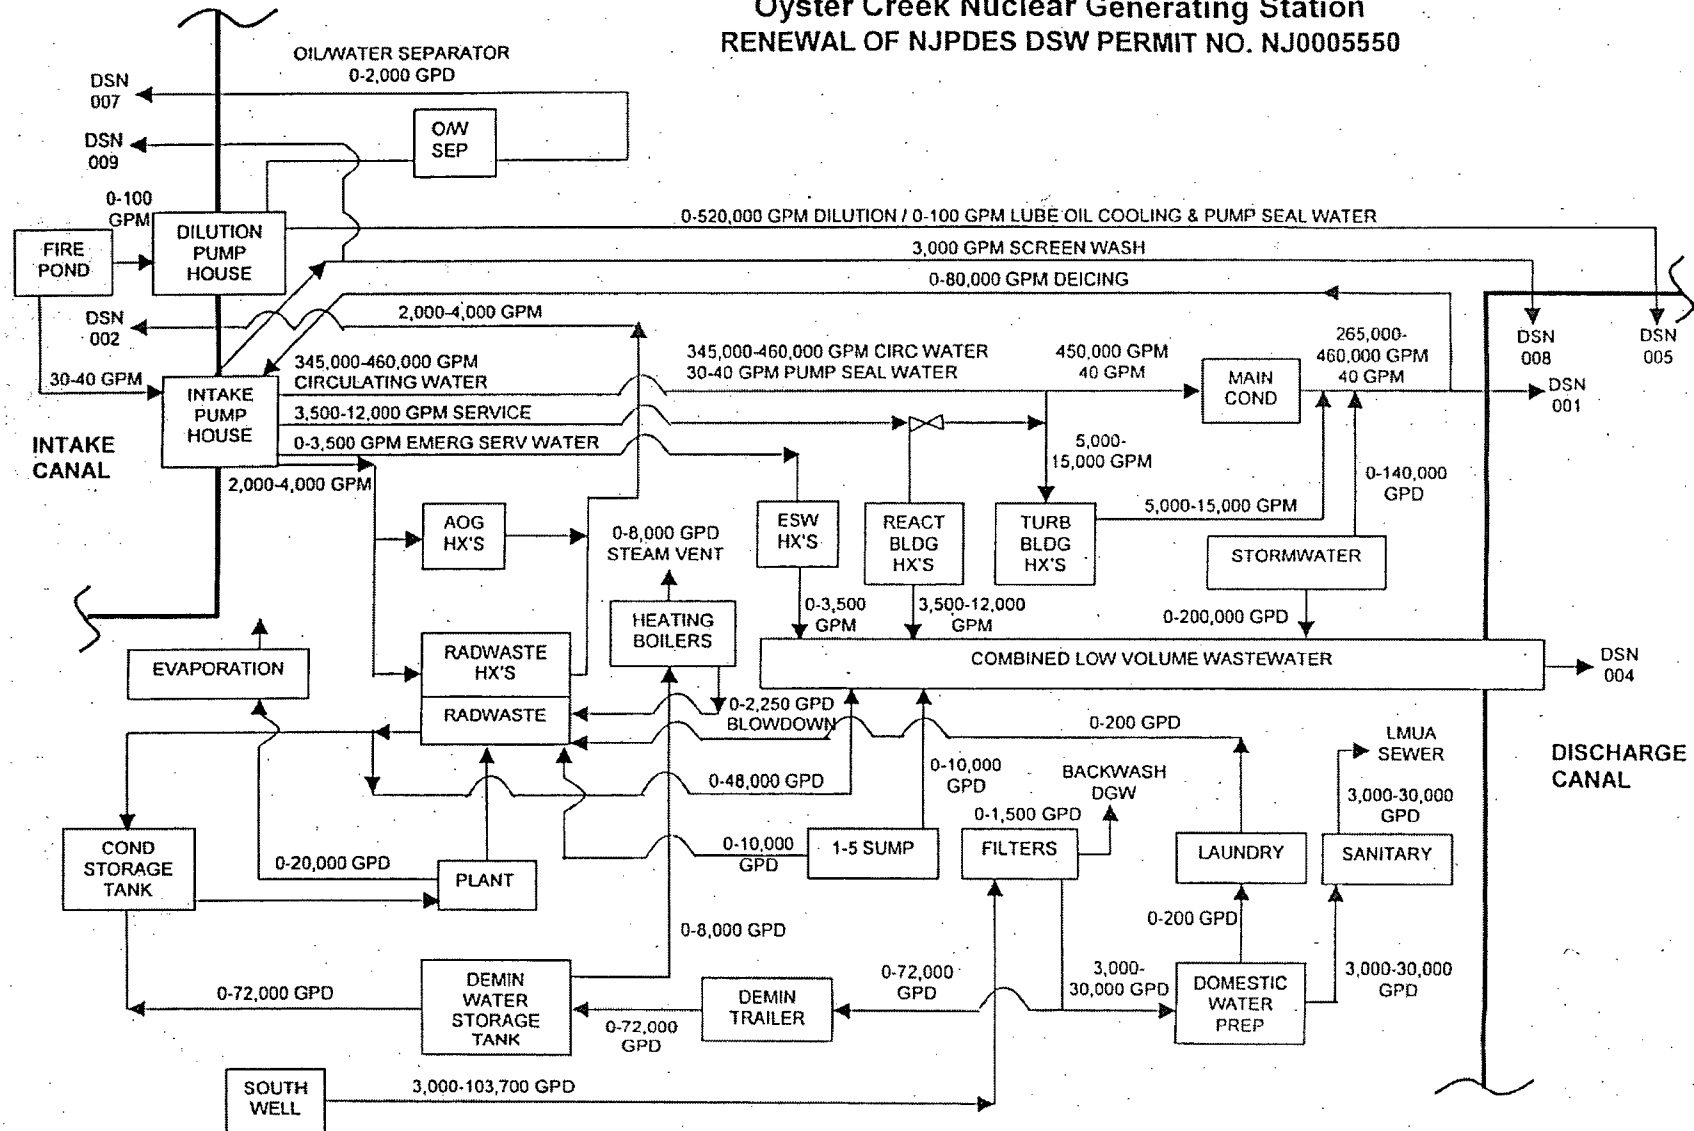 Oyster Creek Nuclear Generating Station
RENEWAL OF NJPDES DSW PERMIT NO. NJ0005550
OIL/WATER SEPARATOR
0-2,000 GPD
DSN
007
O/W
SEP
DSN
009
0-100
GPM
FIRE
POND
DILUTION
PUMP
HOUSE
0-520,000 GPM DILUTION / 0-100 GPM LUBE OIL COOLING & PUMP SEAL WATER
3,000 GPM SCREEN WASH
0-80,000 GPM DEICING
DSN
002
2,000-4,000 GPM
DSN
008
DSN
005
30-40 GPM
INTAKE
PUMP
HOUSE
345,000-460,000 GPM
CIRCULATING WATER
345,000-460,000 GPM CIRC WATER
30-40 GPM PUMP SEAL WATER
450,000 GPM
40 GPM
MAIN
COND
265,000-
460,000 GPM
40 GPM
DSN
001
3,500-12,000 GPM SERVICE
0-3,500 GPM EMERG SERV WATER
INTAKE
CANAL
2,000-4,000 GPM
5,000-
15,000 GPM
0-140,000
GPD
AOG
HX'S
0-8,000 GPD
STEAM VENT
ESW
HX'S
REACT
BLDG
HX'S
TURB
BLDG
HX'S
5,000-15,000 GPM
STORMWATER
0-3,500
GPM
3,500-12,000
GPM
0-200,000 GPD
HEATING
BOILERS
EVAPORATION
RADWASTE
HX'S
RADWASTE
COMBINED LOW VOLUME WASTEWATER
DSN
004
0-2,250 GPD
BLOWDOWN
0-200 GPD
LMUA
SEWER
DISCHARGE
CANAL
0-48,000 GPD
0-10,000
GPD
BACKWASH
DGW
3,000-30,000
GPD
0-1,500 GPD
COND
STORAGE
TANK
0-20,000 GPD
PLANT
0-10,000
GPD
1-5 SUMP
FILTERS
LAUNDRY
SANITARY
0-8,000 GPD
0-200 GPD
0-72,000 GPD
DEMIN
WATER
STORAGE
TANK
0-72,000
GPD
DEMIN
TRAILER
0-72,000
GPD
3,000-
30,000 GPD
DOMESTIC
WATER
PREP
3,000-30,000
GPD
SOUTH
WELL
3,000-103,700 GPD